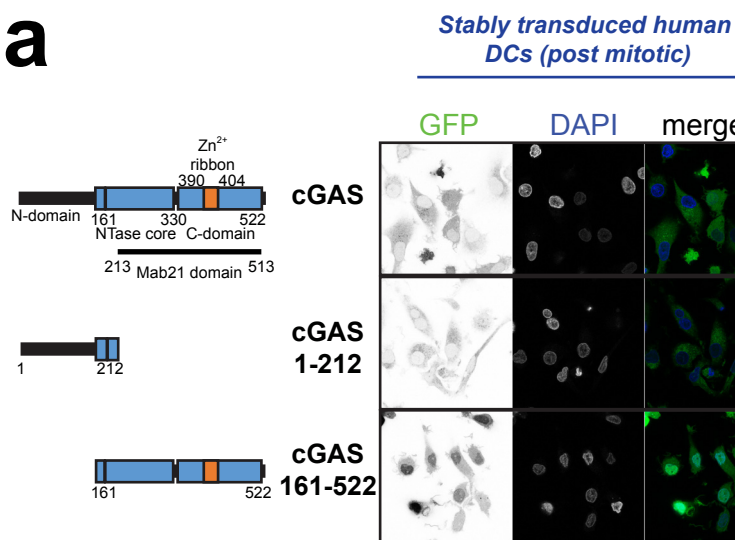 a
Stably transduced human
DCs (post mitotic)
GFP DAPI merge
Zn2+
ribbon
390 404
cGAS
N-domain 161 330 522
NTase core C-domain
213 Mab21 domain 513
cGAS
1-212
1 212
cGAS
161-522
161 522